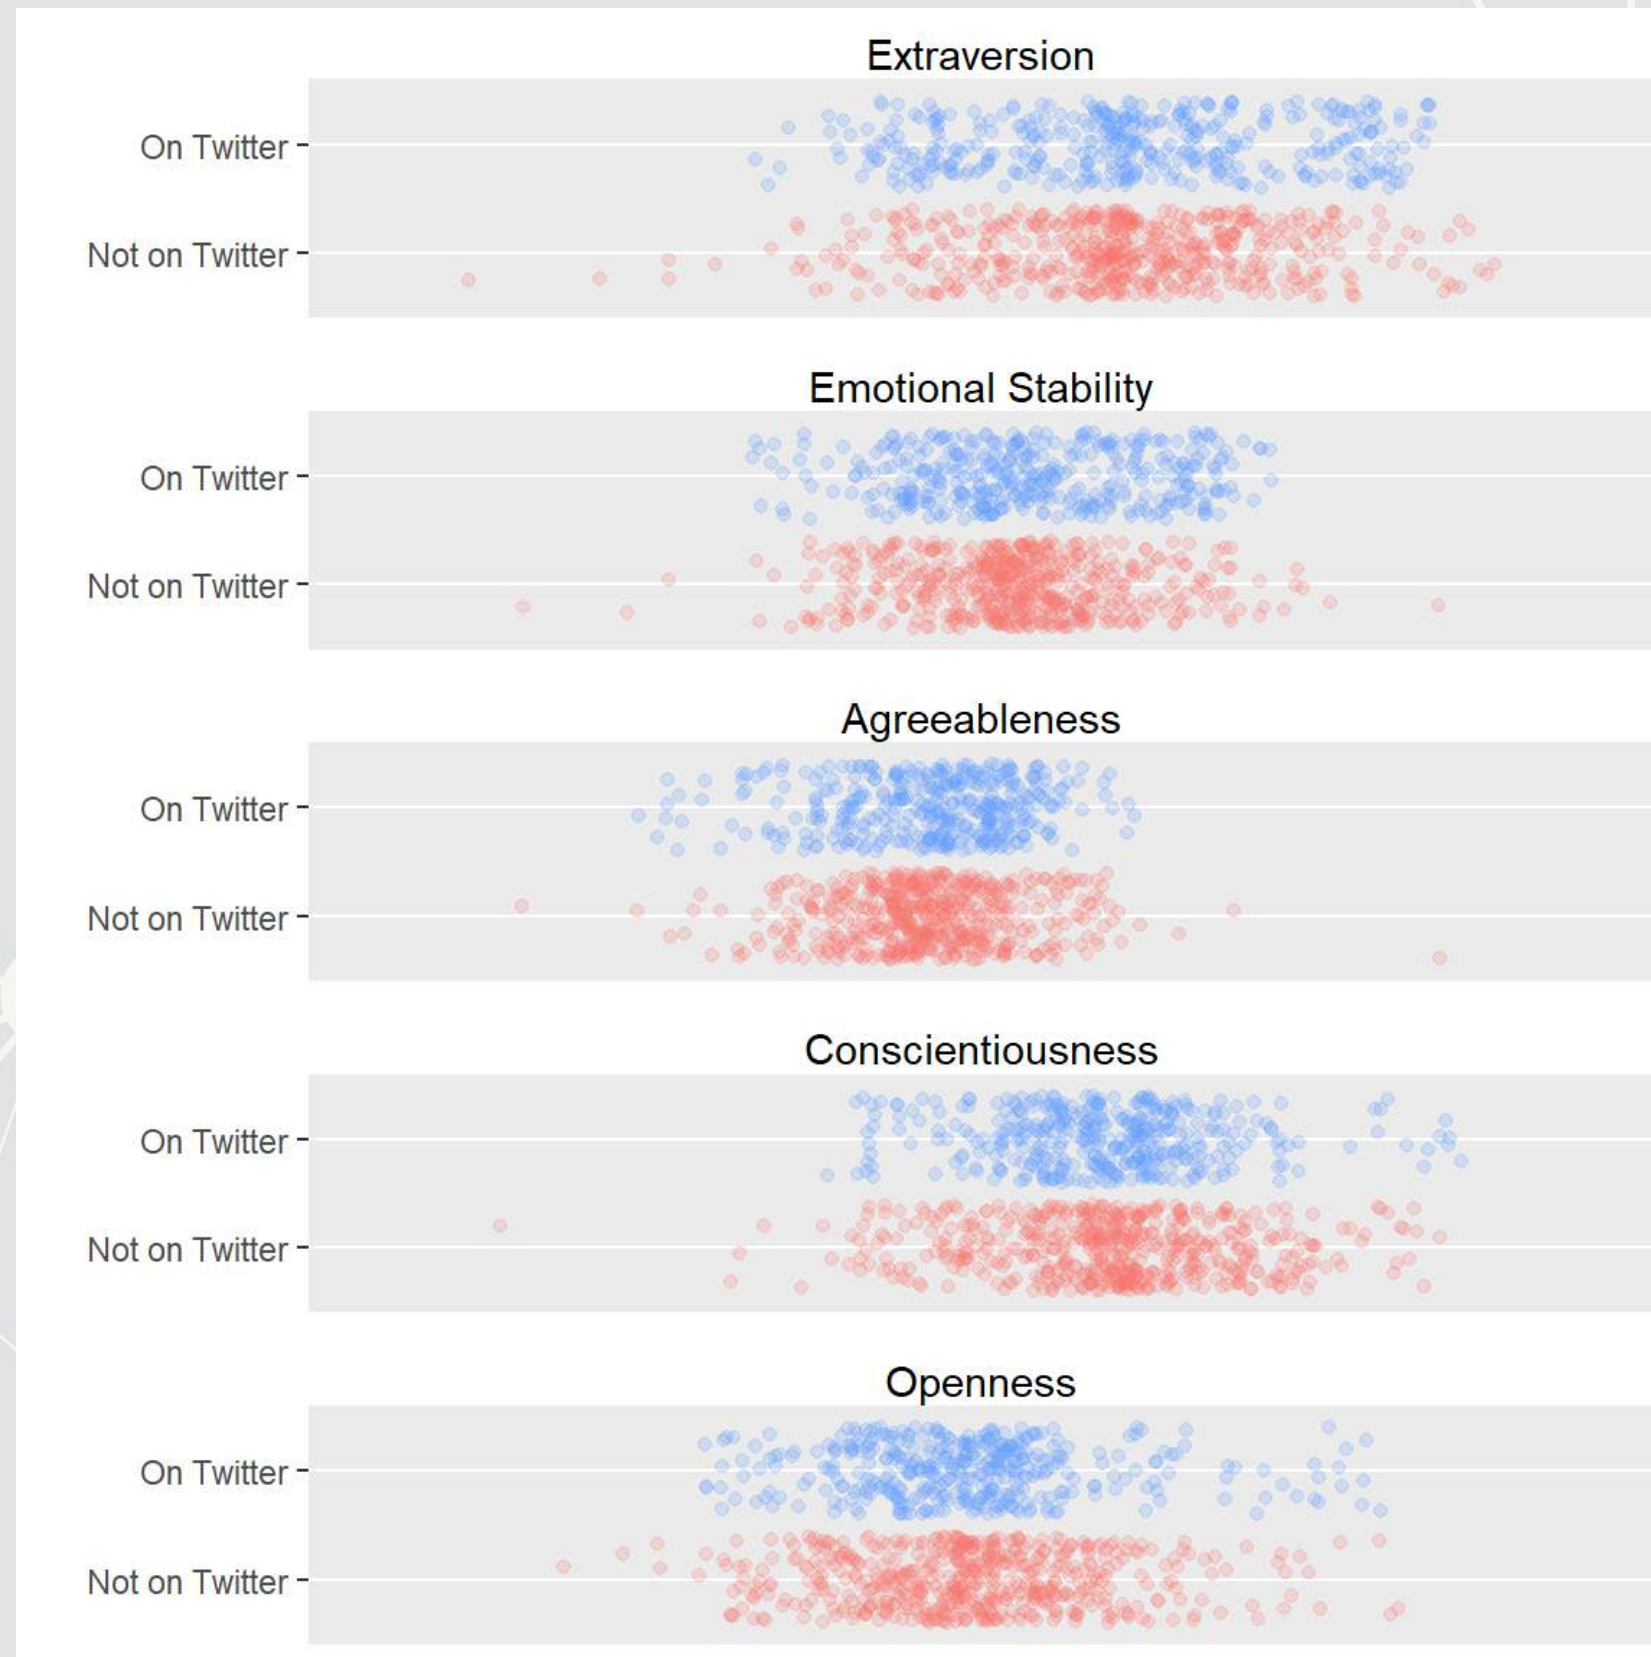 Extraversion
On Twitter
Not on Twitter
Emotional Stability
On Twitter
Not on Twitter
Agreeableness
On Twitter
Not on Twitter
Conscientiousness
On Twitter
Not on Twitter
Openness
On Twitter
Not on Twitter